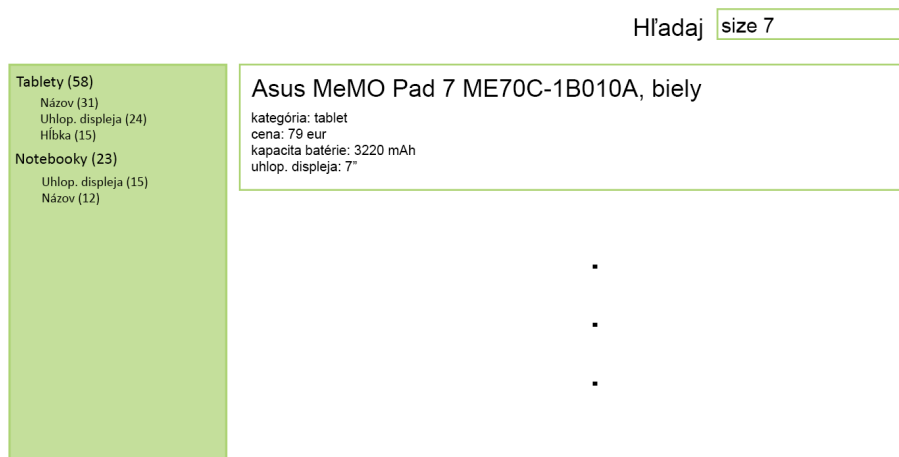 Hľadaj size 7
Tablety (58)
Názov (31)
Uhlop. displeja (24)
Hĺbka (15)
Notebooky (23)
Uhlop. displeja (15)
Názov (12)
Asus MeMO Pad 7 ME70C-1B010A, biely
kategória: tablet
cena: 79 eur
kapacita batérie: 3220 mAh
uhlop. displeja: 7"